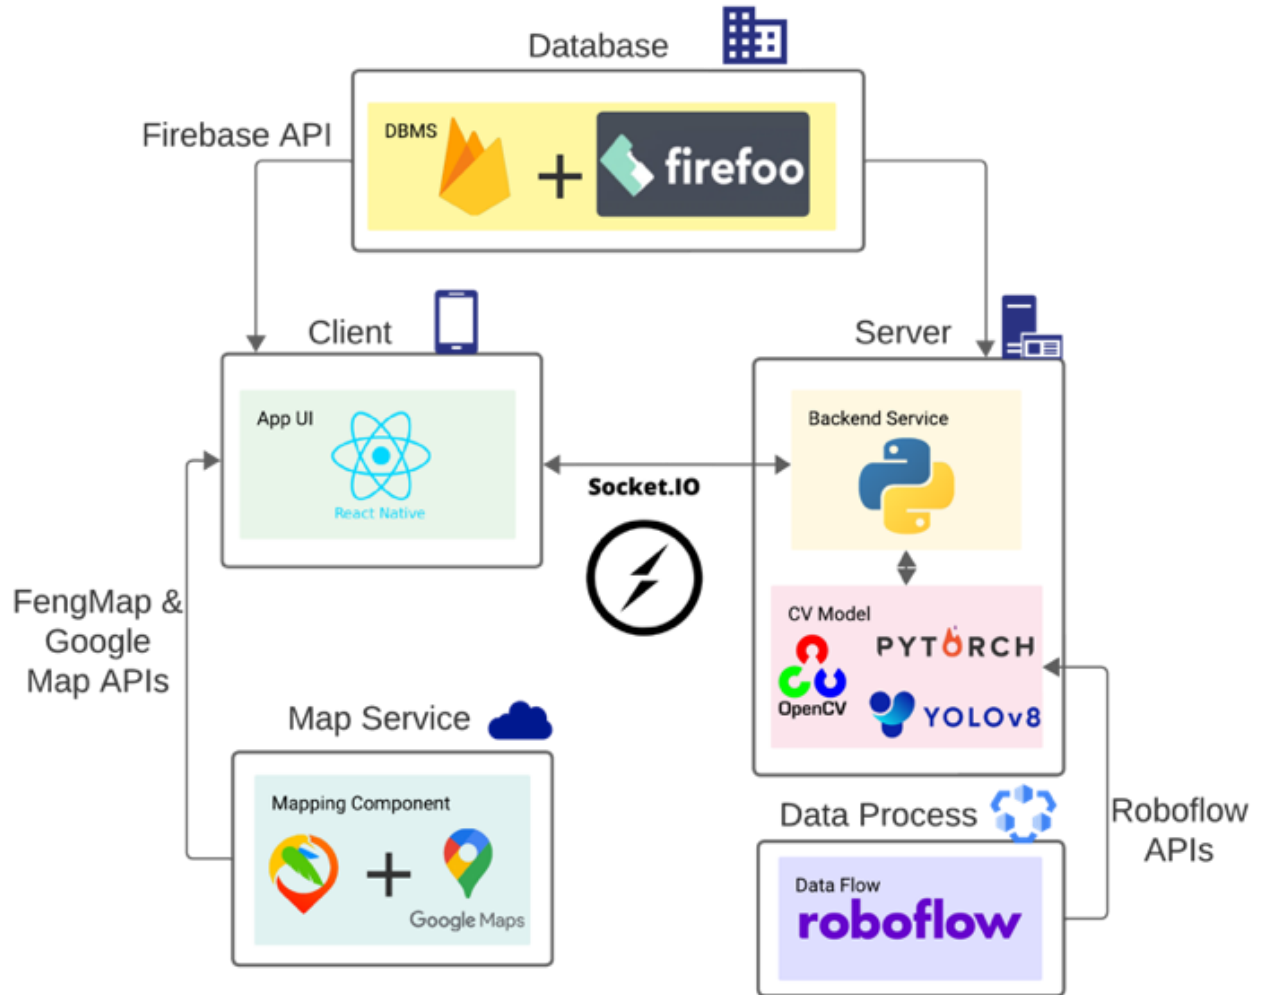 Database
Firebase API
DBMS
+
firefoo
Client
Server
App UI
React Native
Backend Service
Socket.IO
FengMap &
Google
Map APIs
CV Model
PYTORCH
OpenCV
YOLOv8
Map Service
Mapping Component
+
Google Maps
Data Process
Roboflow
APIs
Data Flow
roboflow